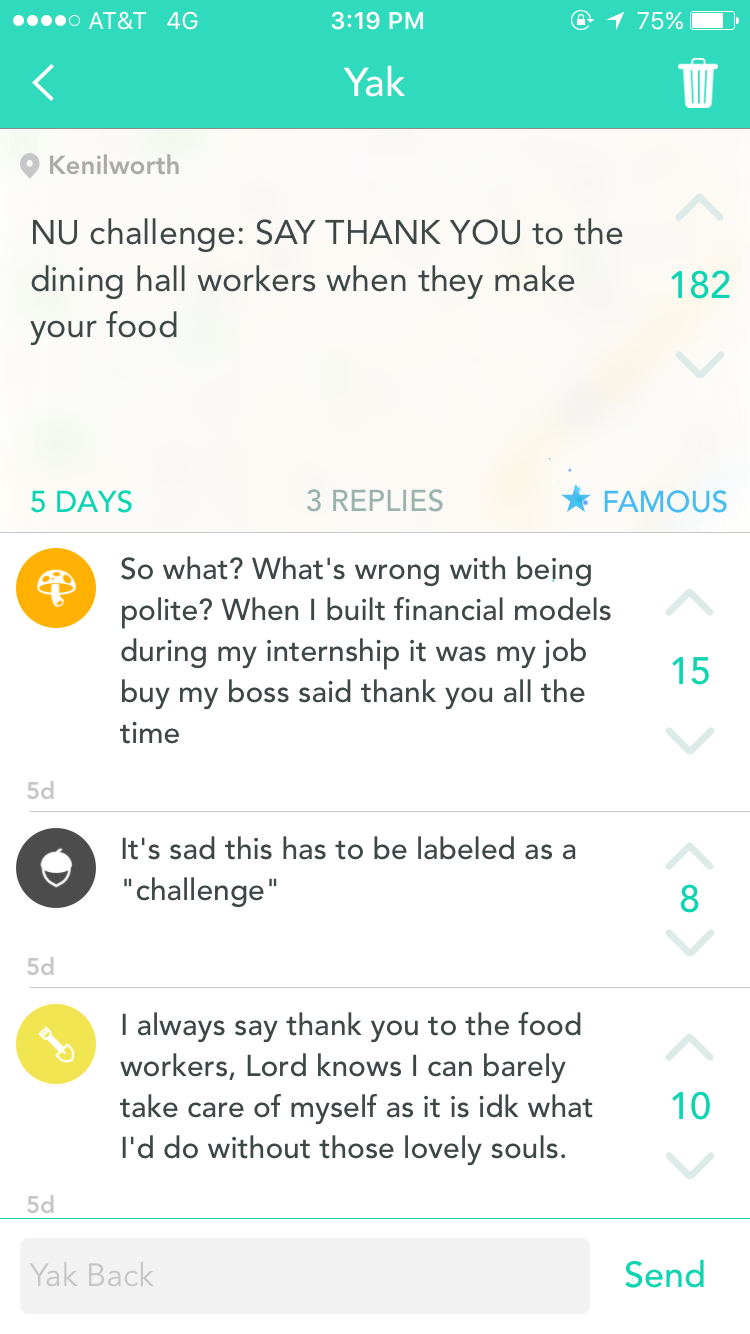 AT&T 4G 3:19 PM 75%
Yak
Kenilworth
NU challenge: SAY THANK YOU to the
dining hall workers when they make
your food
182
5 DAYS 3 REPLIES FAMOUS
So what? What's wrong with being
polite? When I built financial models
during my internship it was my job
buy my boss said thank you all the
time
15
5d
It's sad this has to be labeled as a
"challenge"
8
5d
I always say thank you to the food
workers, Lord knows I can barely
take care of myself as it is idk what
I'd do without those lovely souls.
10
5d
Yak Back Send